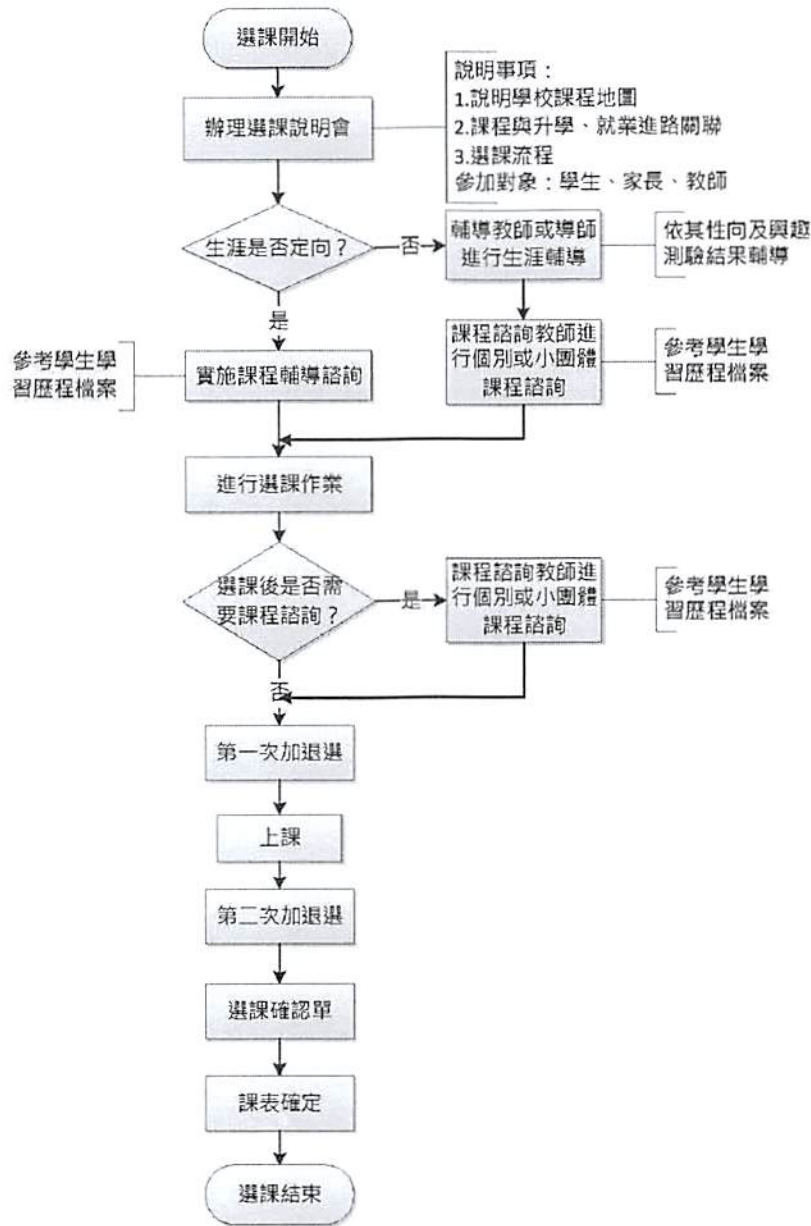 選課開始
辦理選課說明會
說明事項：
1.說明學校課程地圖
2.課程與升學、就業進路關聯
3.選課流程
參加對象：學生、家長、教師
生涯是否定向？
否
輔導教師或導師
進行生涯輔導
依其性向及興趣
測驗結果輔導
是
參考學生學
習歷程檔案
實施課程輔導諮詢
課程諮詢教師進
行個別或小團體
課程諮詢
參考學生學
習歷程檔案
進行選課作業
選課後是否需
要課程諮詢？
是
課程諮詢教師進
行個別或小團體
課程諮詢
參考學生學
習歷程檔案
否
第一次加退選
上課
第二次加退選
選課確認單
課表確定
選課結束